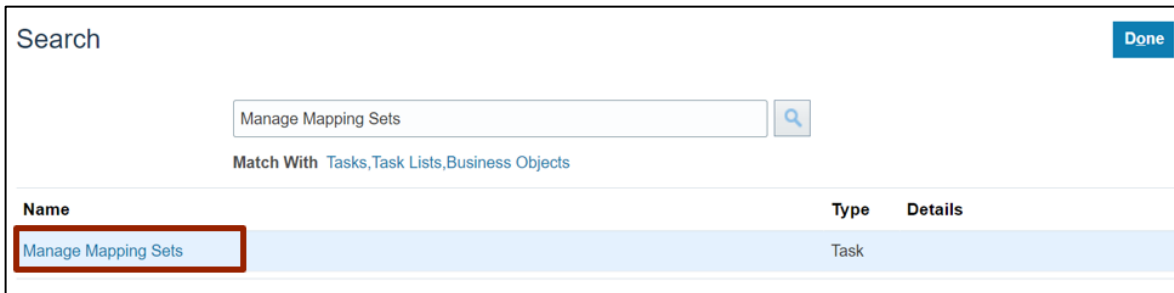 Search
Done
Manage Mapping Sets
Match With Tasks,Task Lists,Business Objects
Name Type Details
Manage Mapping Sets Task